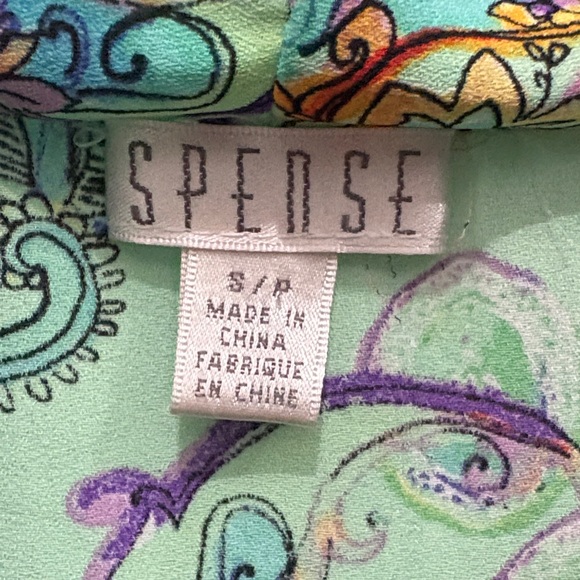 SPENSE
S/P
MADE IN
CHINA
FABRIQUE
EN CHINE